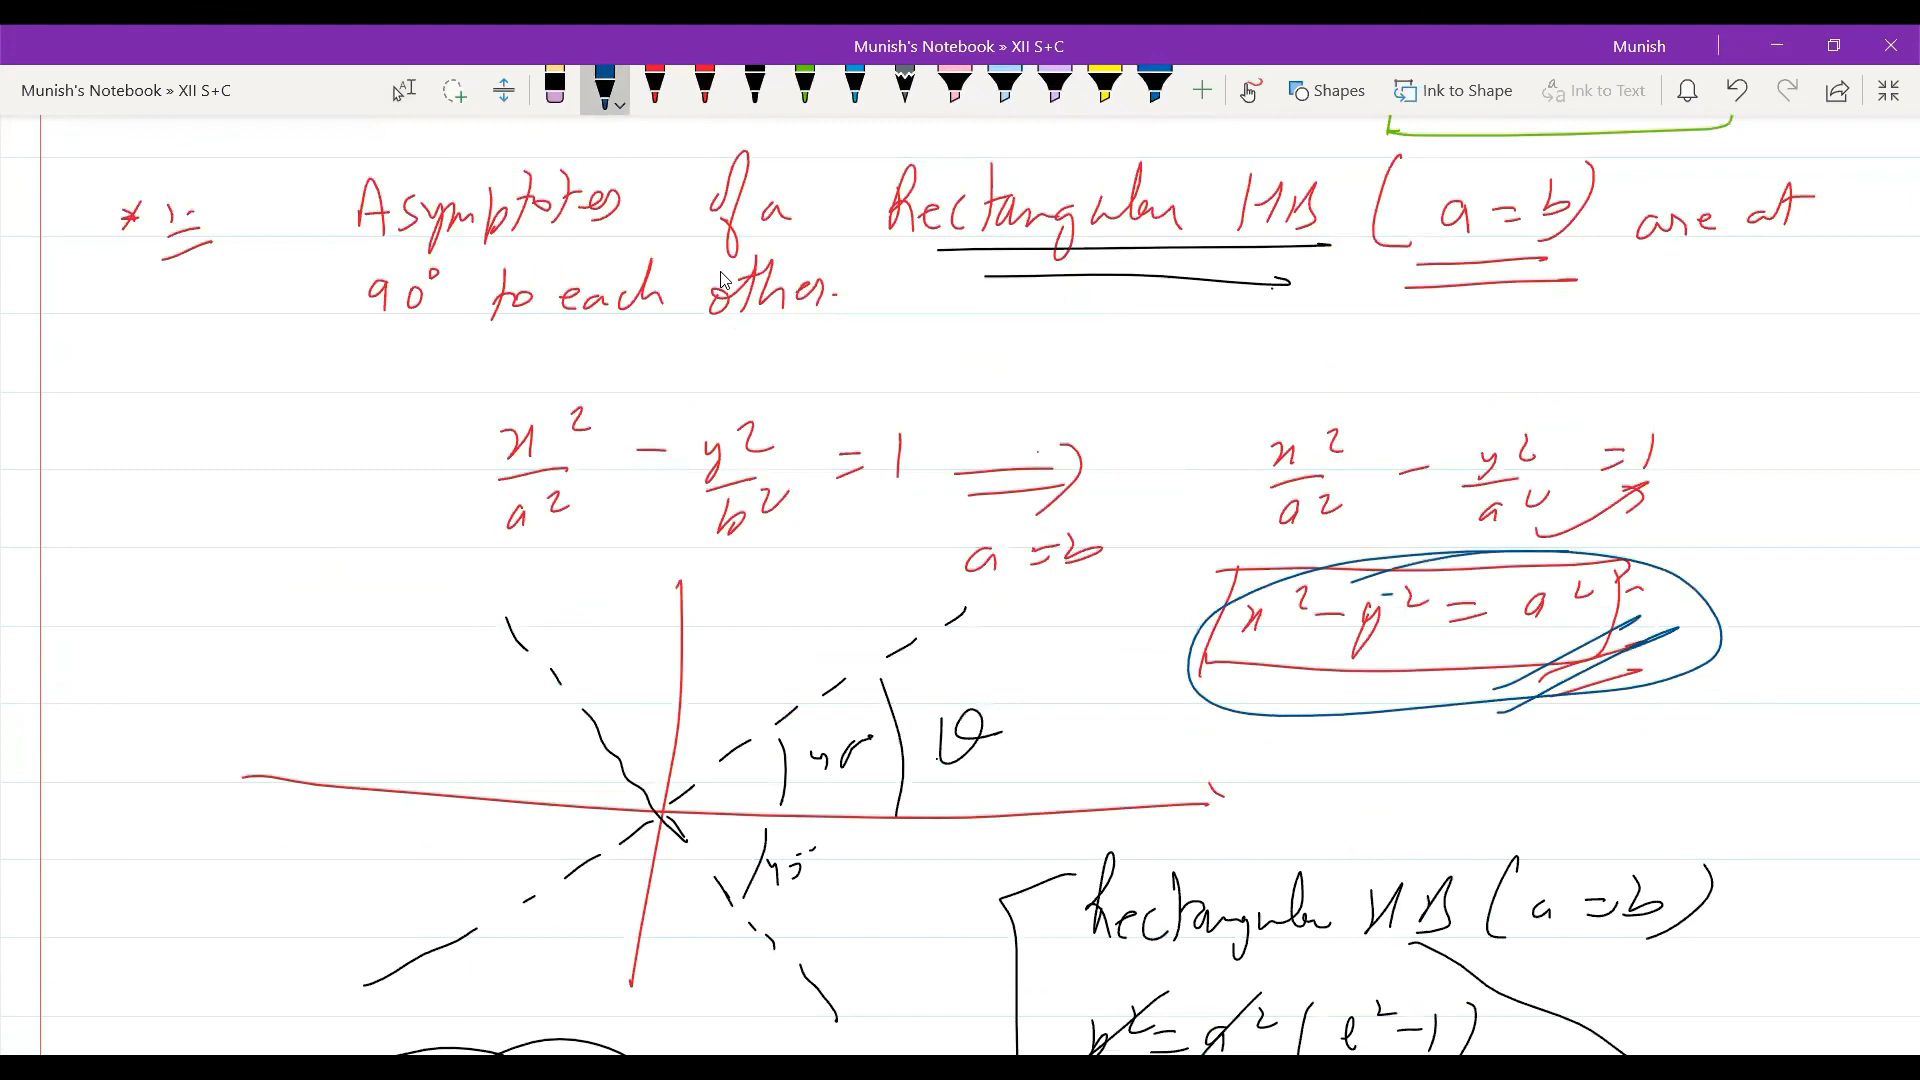 Munish's Notebook » XII S+C
Munish
Munish's Notebook » XII S+C
Shapes
Ink to Shape
Ink to Text
* 1:- Asymptotes of a Rectangular HB (a = b) are at
90° to each other.
x²/a² - y²/b² = 1 ⟹ x²/a² - y²/a² = 1
a = b
x² - y² = a²
45° θ
45°
Rectangular HB (a = b)
b² = a² (e² - 1)